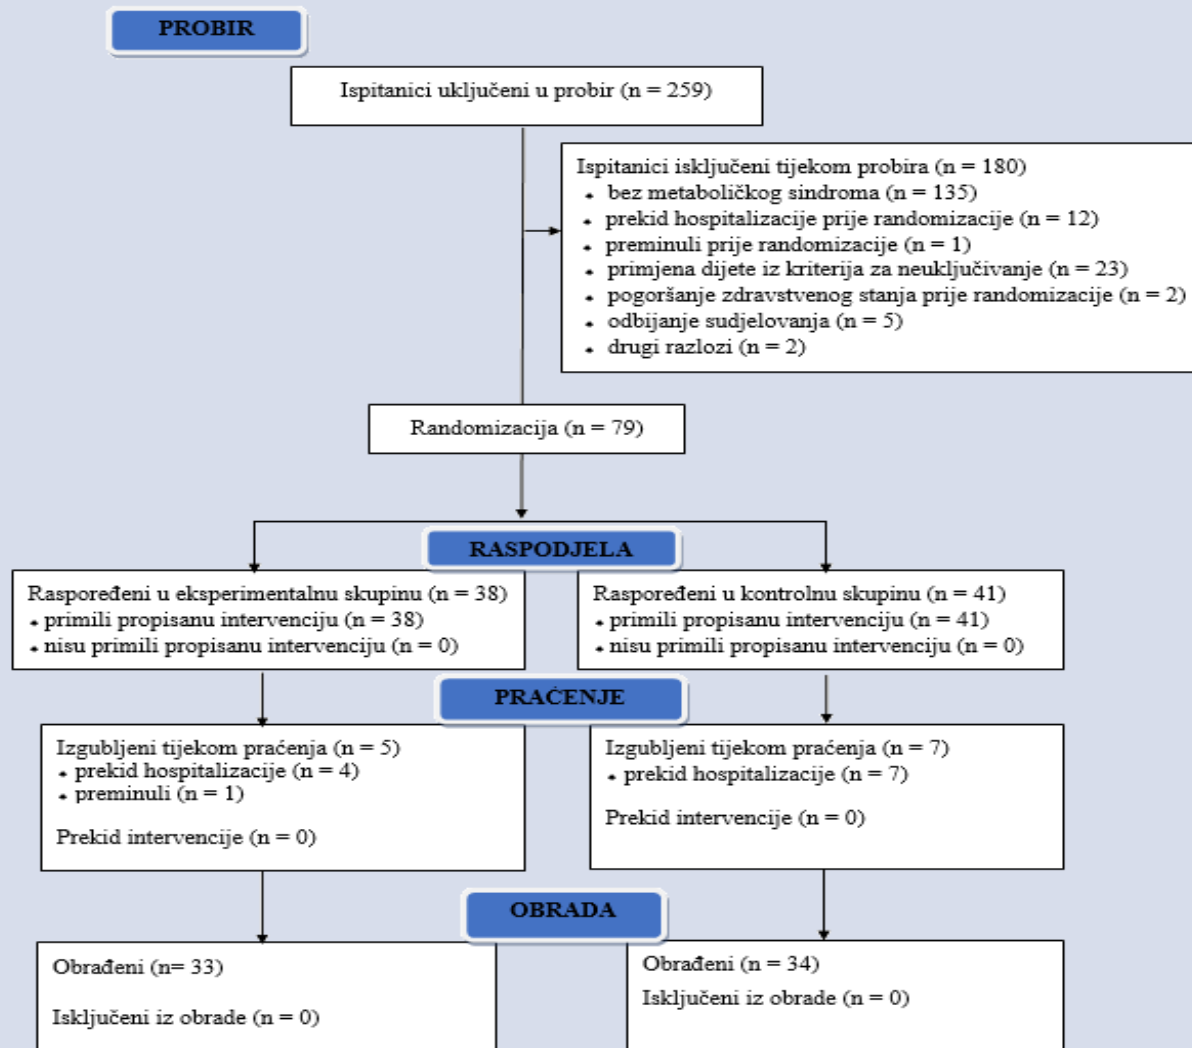 PROBIR
Ispitanici uključeni u probir (n = 259)
Ispitanici isključeni tijekom probira (n = 180)
• bez metaboličkog sindroma (n = 135)
• prekid hospitalizacije prije randomizacije (n = 12)
• preminuli prije randomizacije (n = 1)
• primjena dijete iz kriterija za neuključivanje (n = 23)
• pogoršanje zdravstvenog stanja prije randomizacije (n = 2)
• odbijanje sudjelovanja (n = 5)
• drugi razlozi (n = 2)
Randomizacija (n = 79)
RASPODJELA
Raspoređeni u eksperimentalnu skupinu (n = 38)
• primili propisanu intervenciju (n = 38)
• nisu primili propisanu intervenciju (n = 0)
Raspoređeni u kontrolnu skupinu (n = 41)
• primili propisanu intervenciju (n = 41)
• nisu primili propisanu intervenciju (n = 0)
PRAĆENJE
Izgubljeni tijekom praćenja (n = 5)
• prekid hospitalizacije (n = 4)
• preminuli (n = 1)
Prekid intervencije (n = 0)
Izgubljeni tijekom praćenja (n = 7)
• prekid hospitalizacije (n = 7)
Prekid intervencije (n = 0)
OBRADA
Obrađeni (n= 33)
Isključeni iz obrade (n = 0)
Obrađeni (n = 34)
Isključeni iz obrade (n = 0)